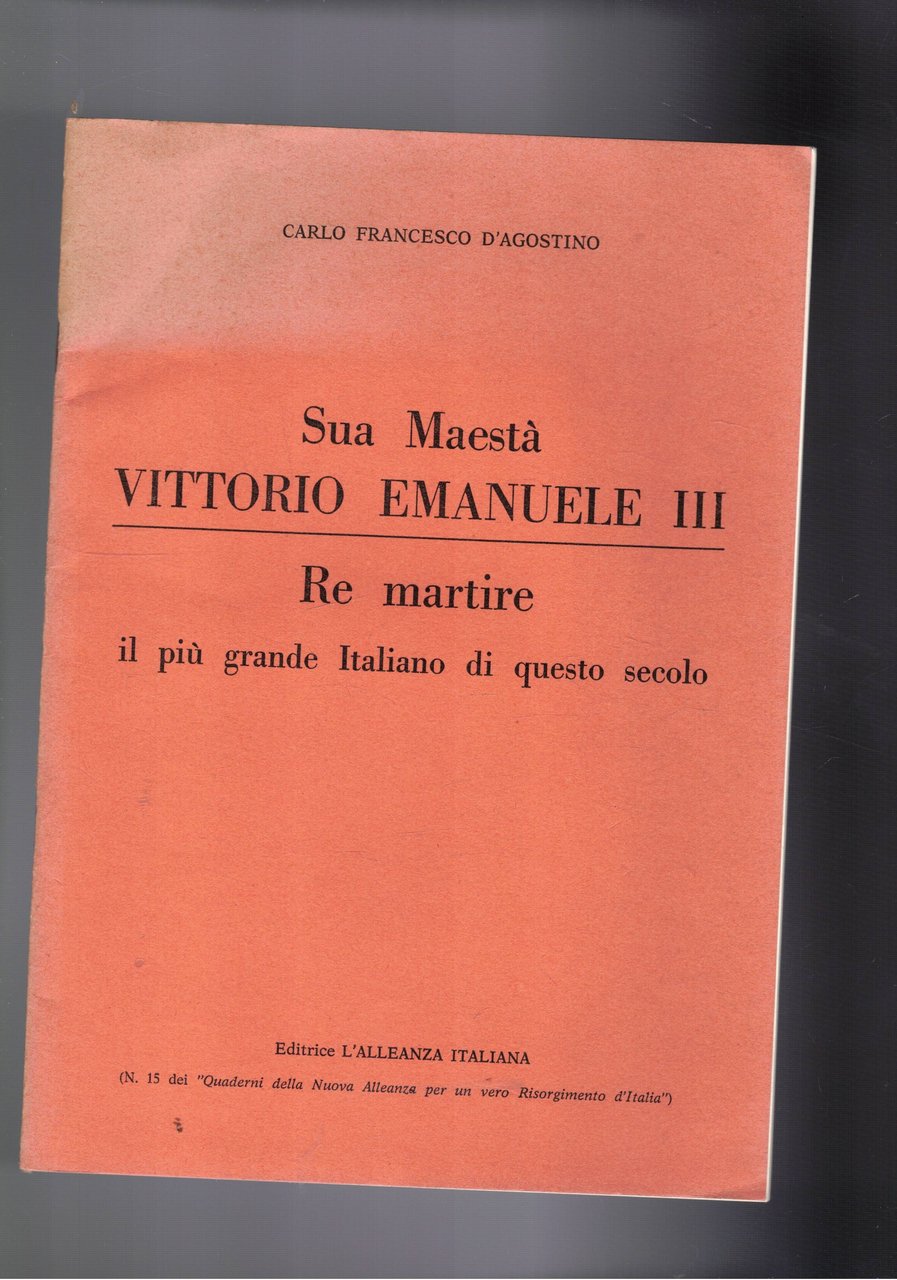 CARLO FRANCESCO D'AGOSTINO
Sua Maestà
VITTORIO EMANUELE III
Re martire
il più grande Italiano di questo secolo
Editrice L'ALLEANZA ITALIANA
(N. 15 dei "Quaderni della Nuova Alleanza per un vero Risorgimento d'Italia")